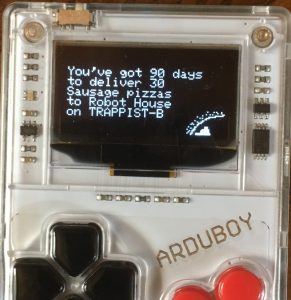 You've got 90 days
to deliver 30
Sausage pizzas
to Robot House
on TRAPPIST-B
ARDUBOY